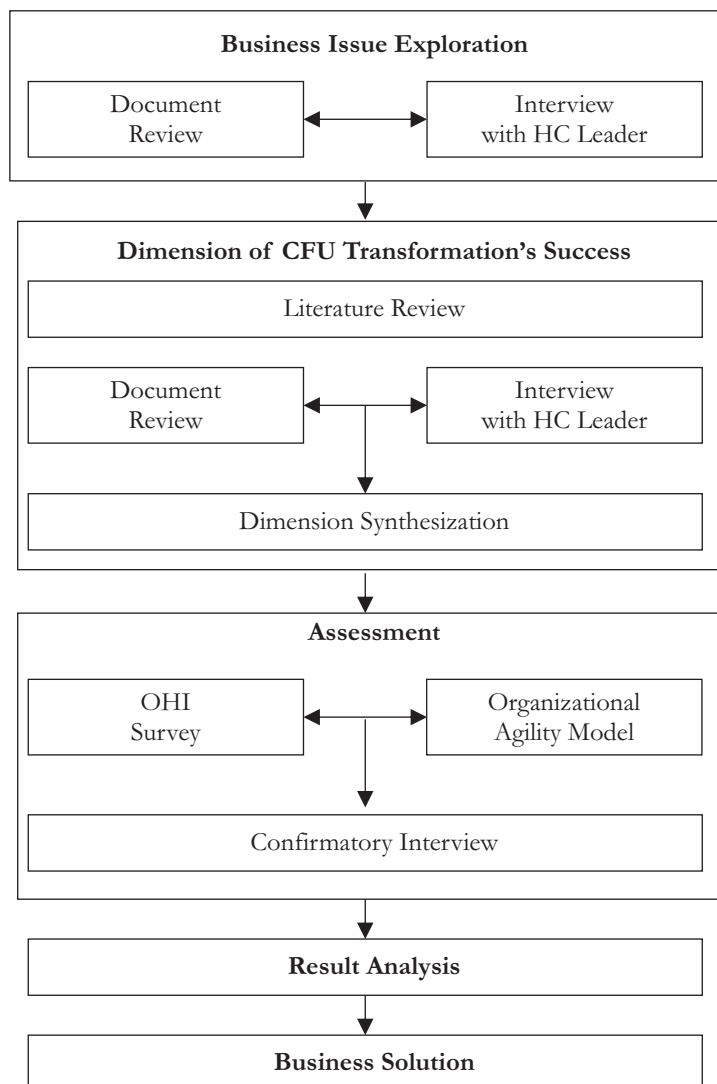 Business Issue Exploration
Document
Review
Interview
with HC Leader
Dimension of CFU Transformation’s Success
Literature Review
Document
Review
Interview
with HC Leader
Dimension Synthesization
Assessment
OHI
Survey
Organizational
Agility Model
Confirmatory Interview
Result Analysis
Business Solution